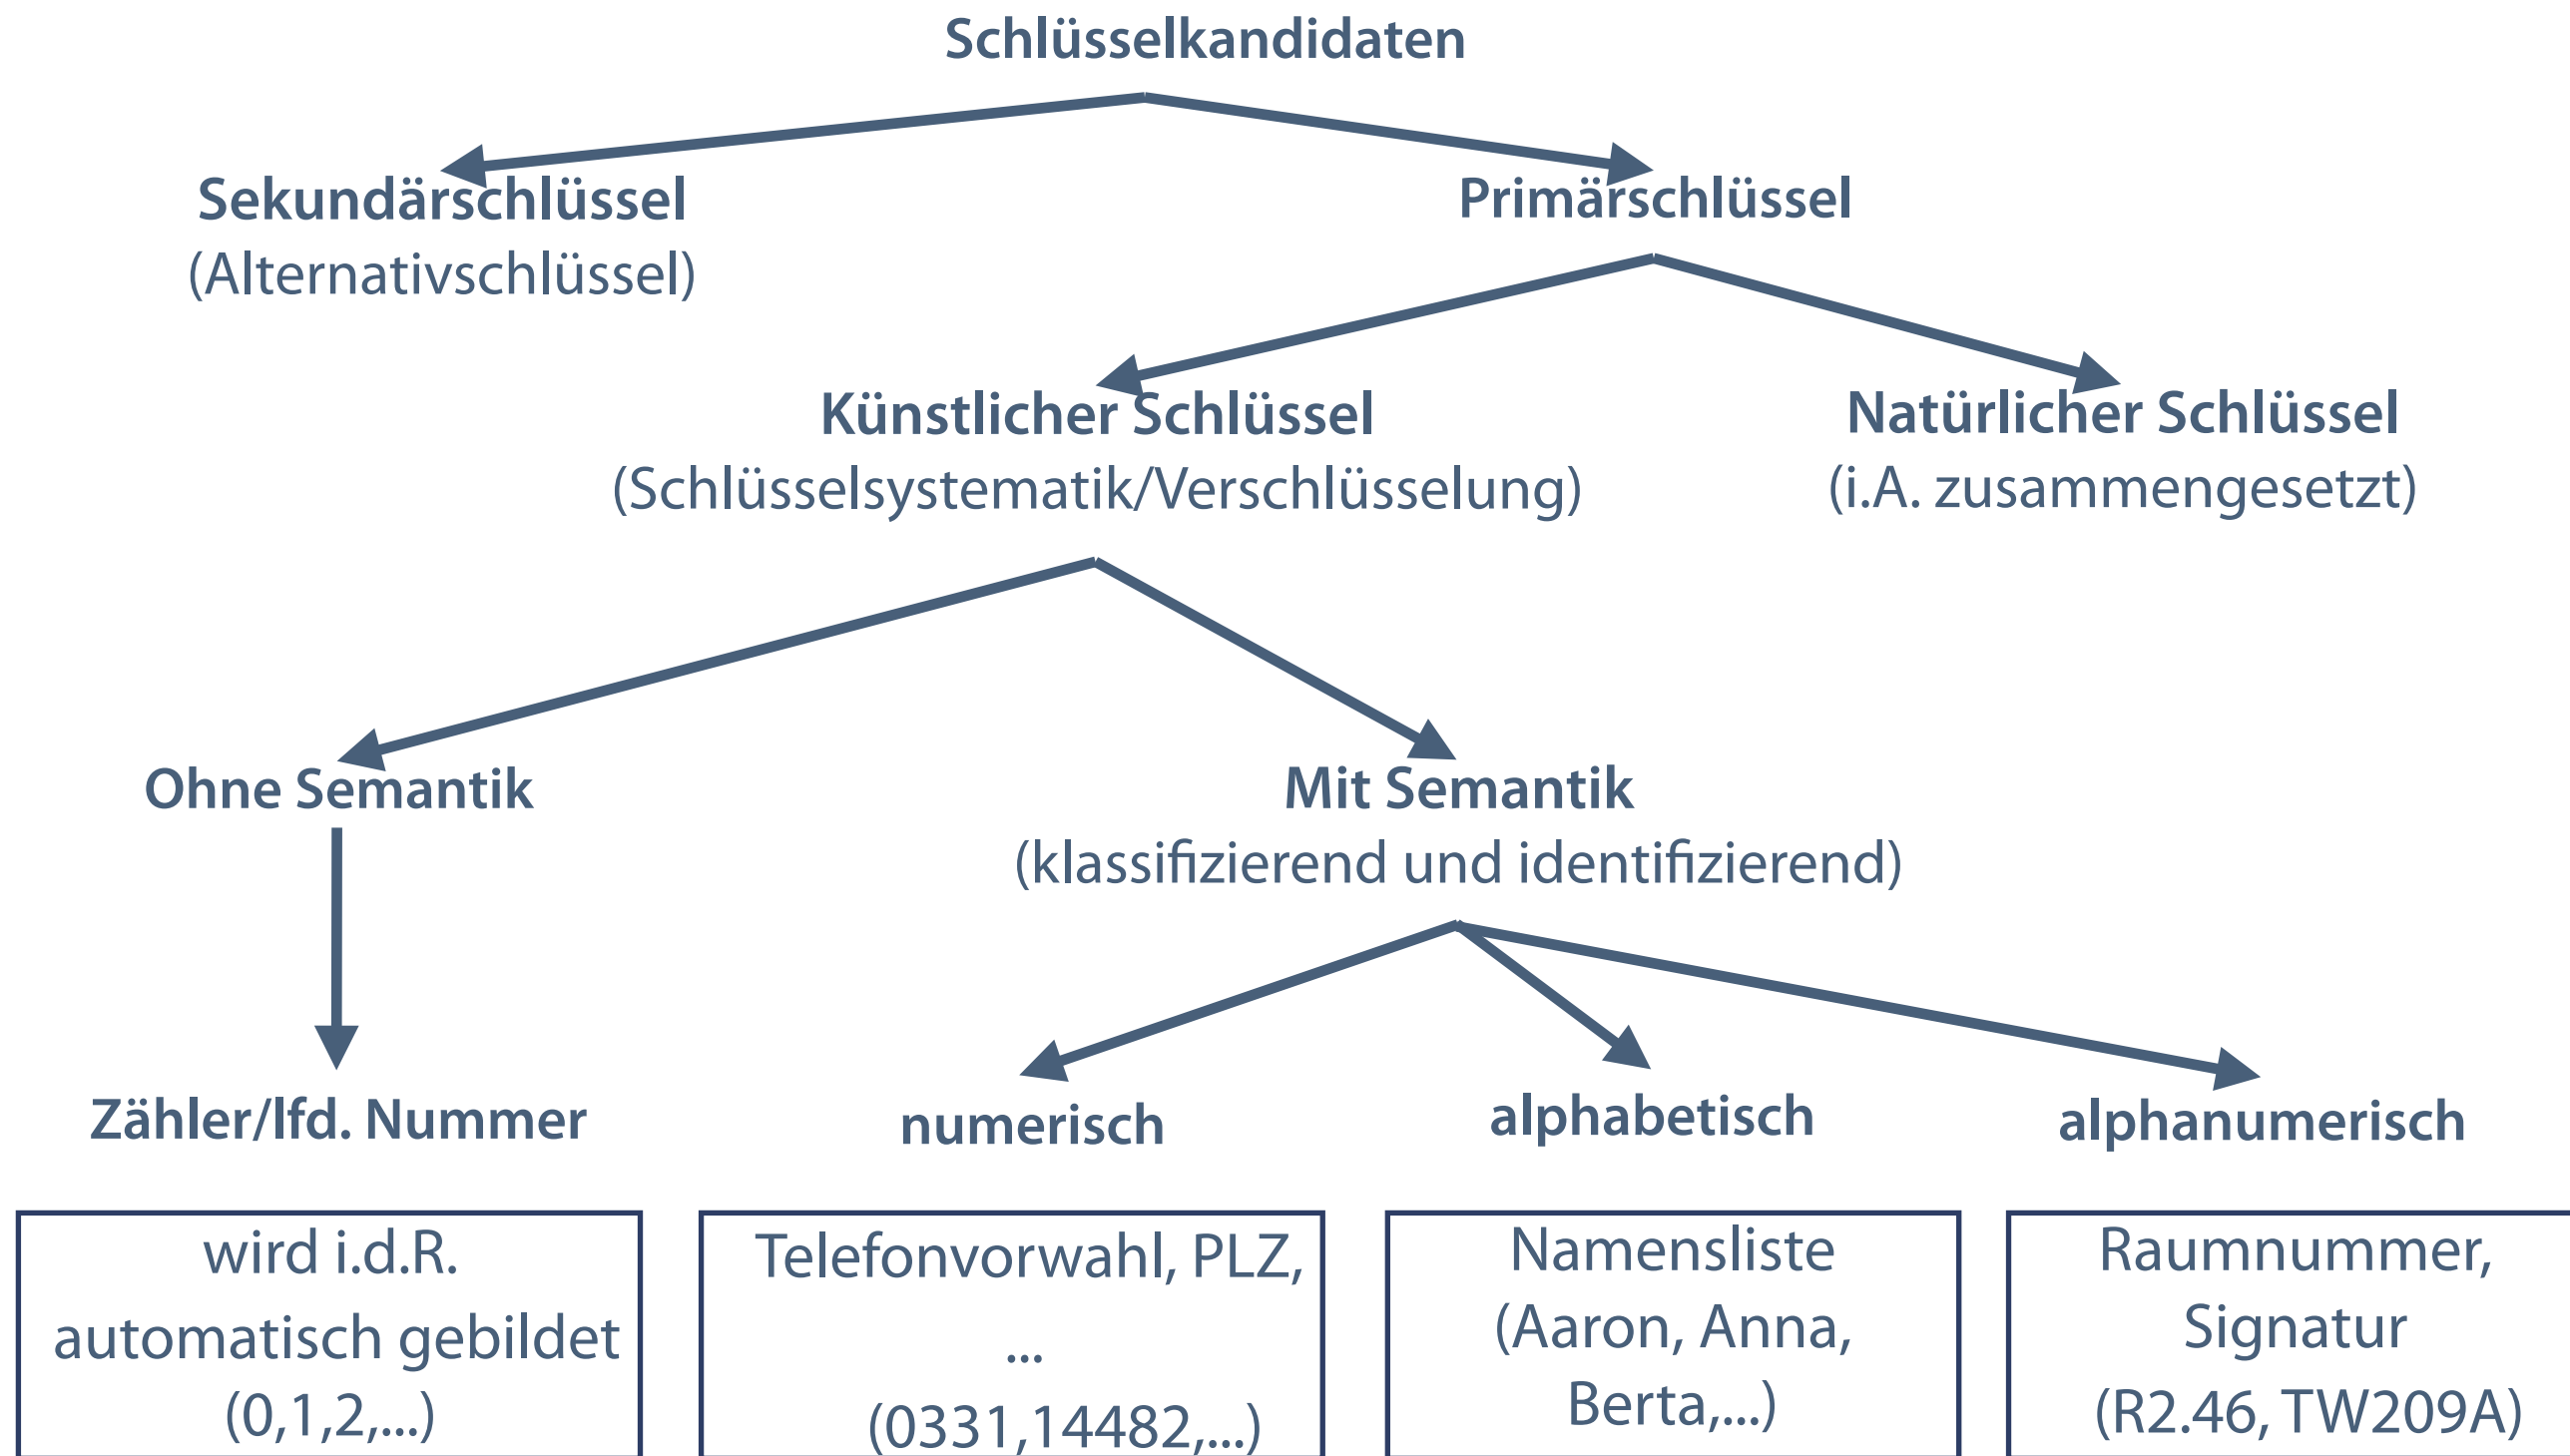 Schlüsselkandidaten
Sekundärschlüssel
(Alternativschlüssel)
Primärschlüssel
Künstlicher Schlüssel
(Schlüsselsystematik/Verschlüsselung)
Natürlicher Schlüssel
(i.A. zusammengesetzt)
Ohne Semantik
Mit Semantik
(klassifizierend und identifizierend)
Zähler/lfd. Nummer
numerisch
alphabetisch
alphanumerisch
wird i.d.R.
automatisch gebildet
(0,1,2,...)
Telefonvorwahl, PLZ,
...
(0331,14482,...)
Namensliste
(Aaron, Anna,
Berta,...)
Raumnummer,
Signatur
(R2.46, TW209A)